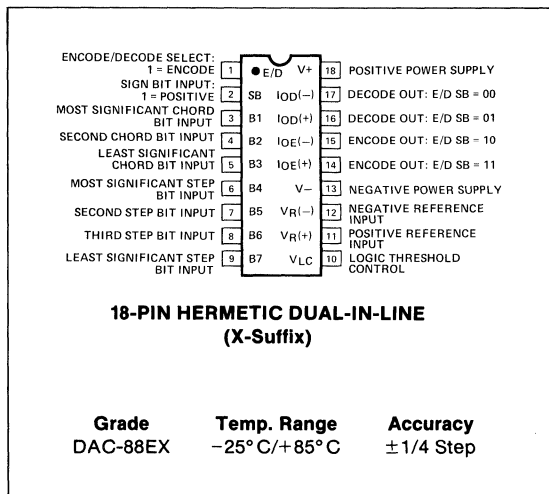 ENCODE/DECODE SELECT:
1 = ENCODE 1 E/D V+ 18 POSITIVE POWER SUPPLY
SIGN BIT INPUT:
1 = POSITIVE 2 SB IOD(−) 17 DECODE OUT: E/D SB = 00
MOST SIGNIFICANT CHORD
BIT INPUT 3 B1 IOD(+) 16 DECODE OUT: E/D SB = 01
SECOND CHORD BIT INPUT 4 B2 IOE(−) 15 ENCODE OUT: E/D SB = 10
LEAST SIGNIFICANT
CHORD BIT INPUT 5 B3 IOE(+) 14 ENCODE OUT: E/D SB = 11
MOST SIGNIFICANT STEP
BIT INPUT 6 B4 V− 13 NEGATIVE POWER SUPPLY
SECOND STEP BIT INPUT 7 B5 VR(−) 12 NEGATIVE REFERENCE
INPUT
THIRD STEP BIT INPUT 8 B6 VR(+) 11 POSITIVE REFERENCE
INPUT
LEAST SIGNIFICANT STEP
BIT INPUT 9 B7 VLC 10 LOGIC THRESHOLD
CONTROL
18-PIN HERMETIC DUAL-IN-LINE
(X-Suffix)
Grade Temp. Range Accuracy
DAC-88EX −25°C/+85°C ±1/4 Step